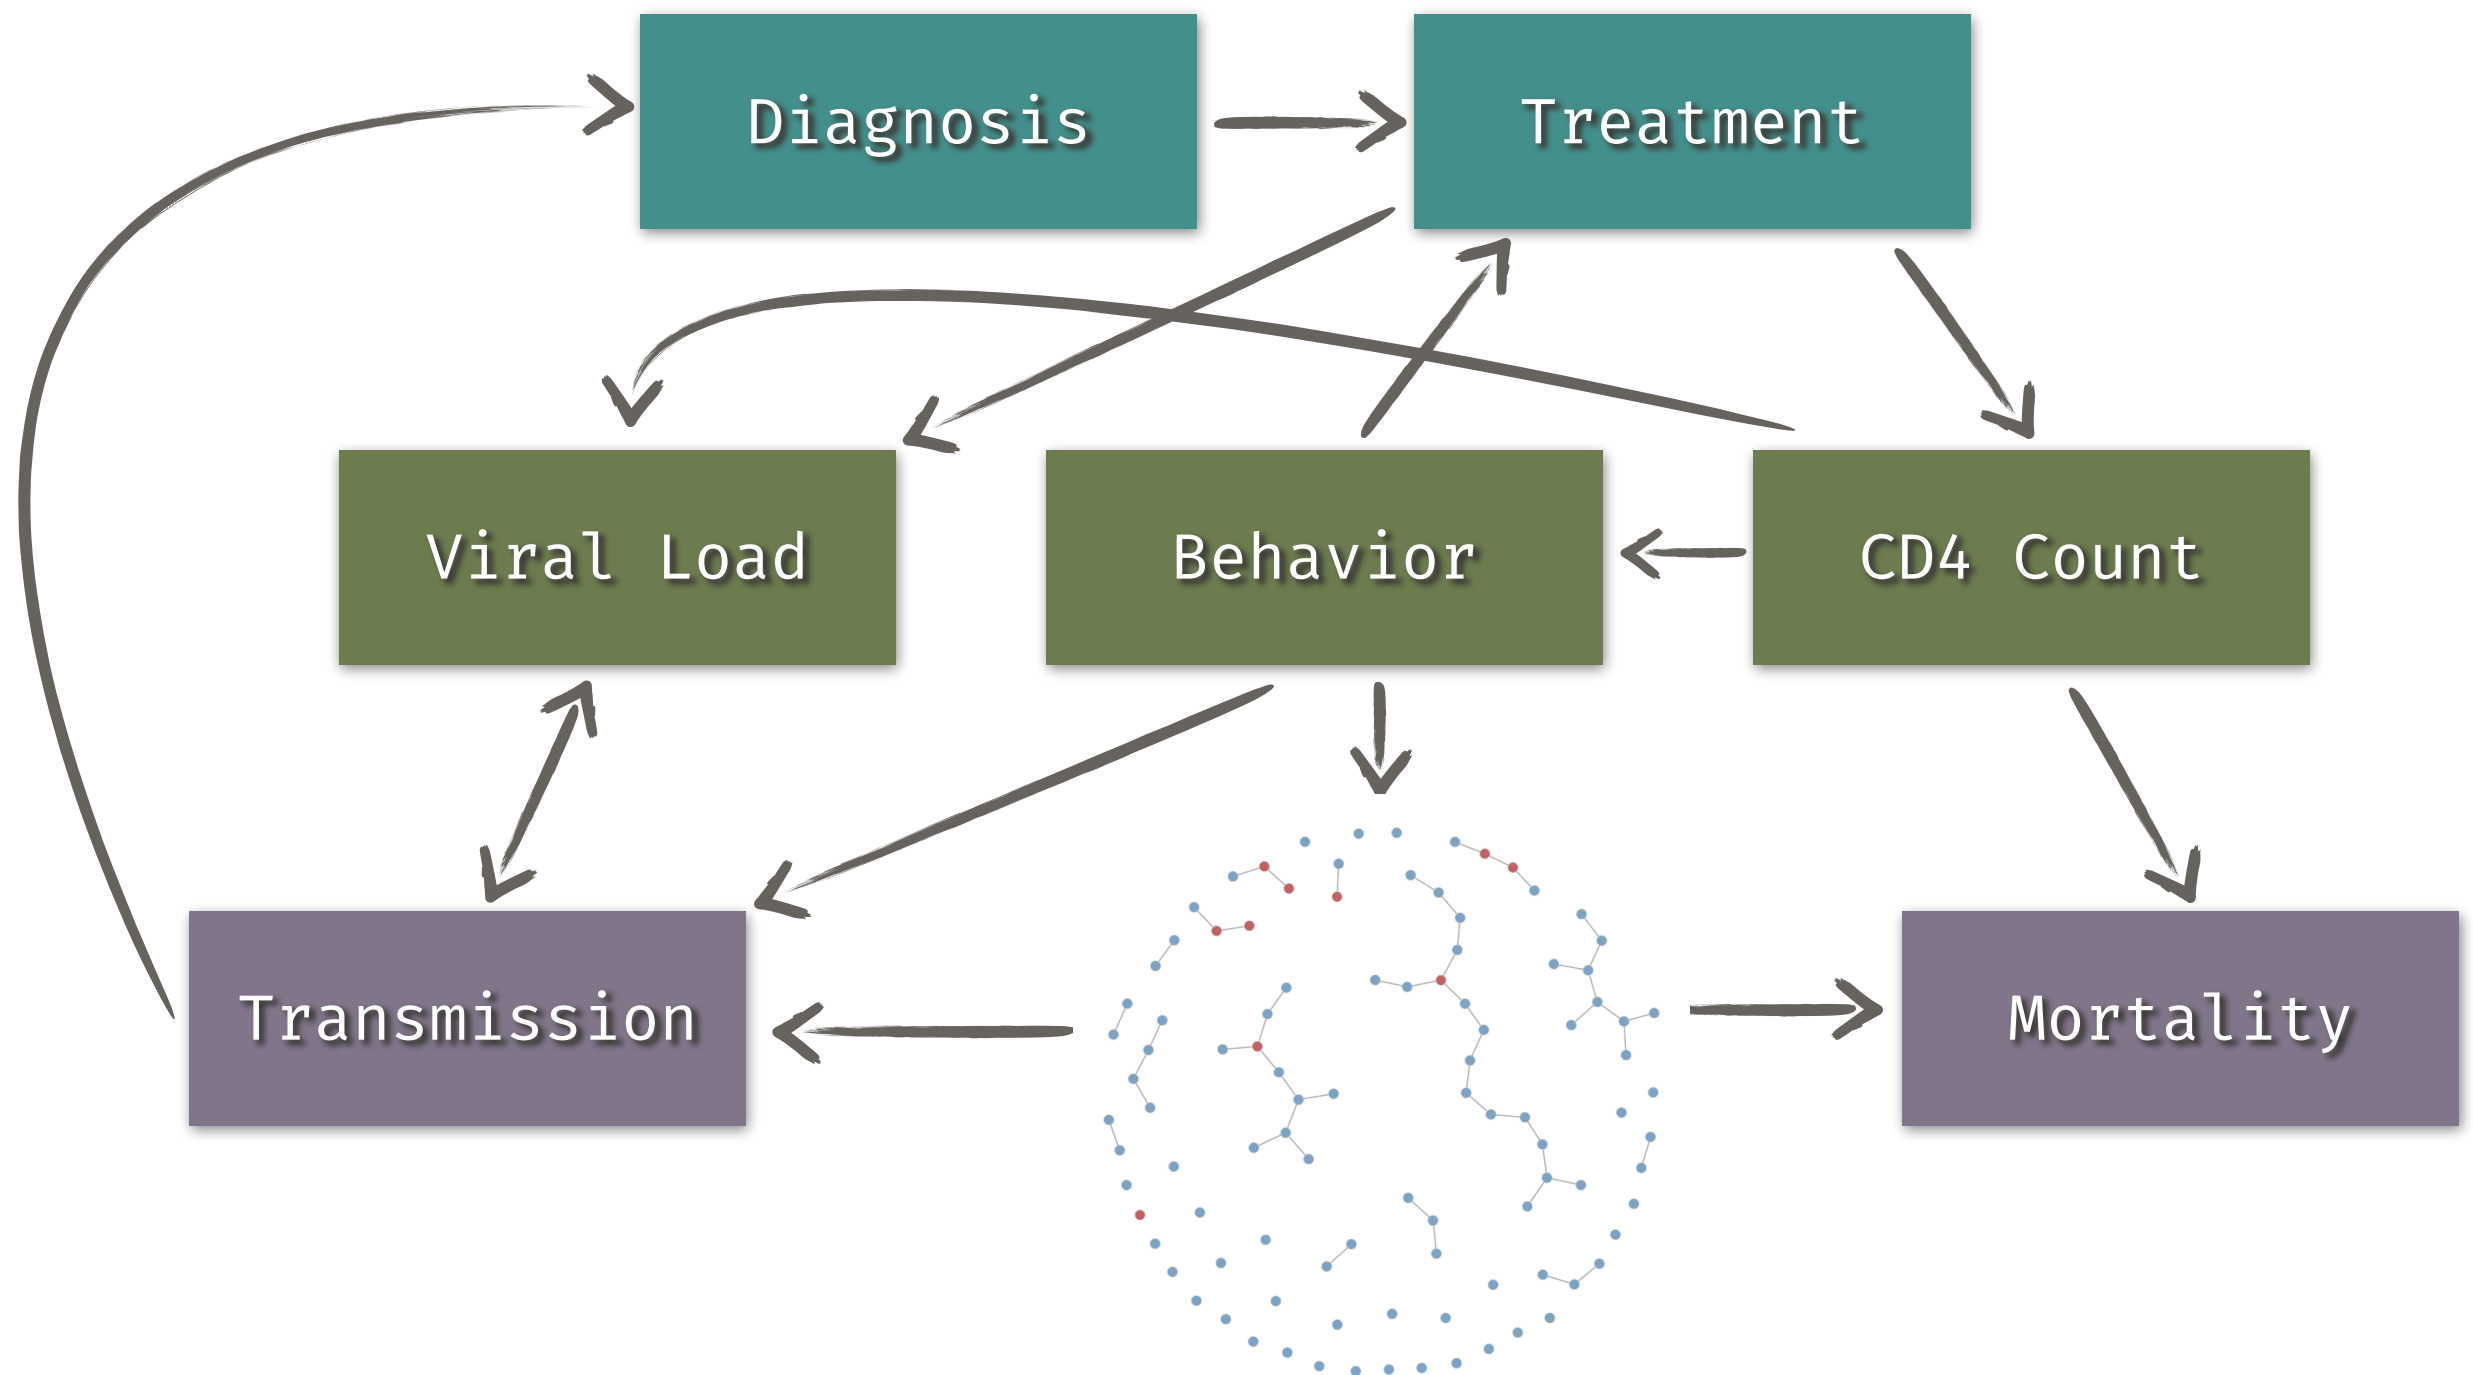 Diagnosis
Treatment
Viral Load
Behavior
CD4 Count
Transmission
Mortality